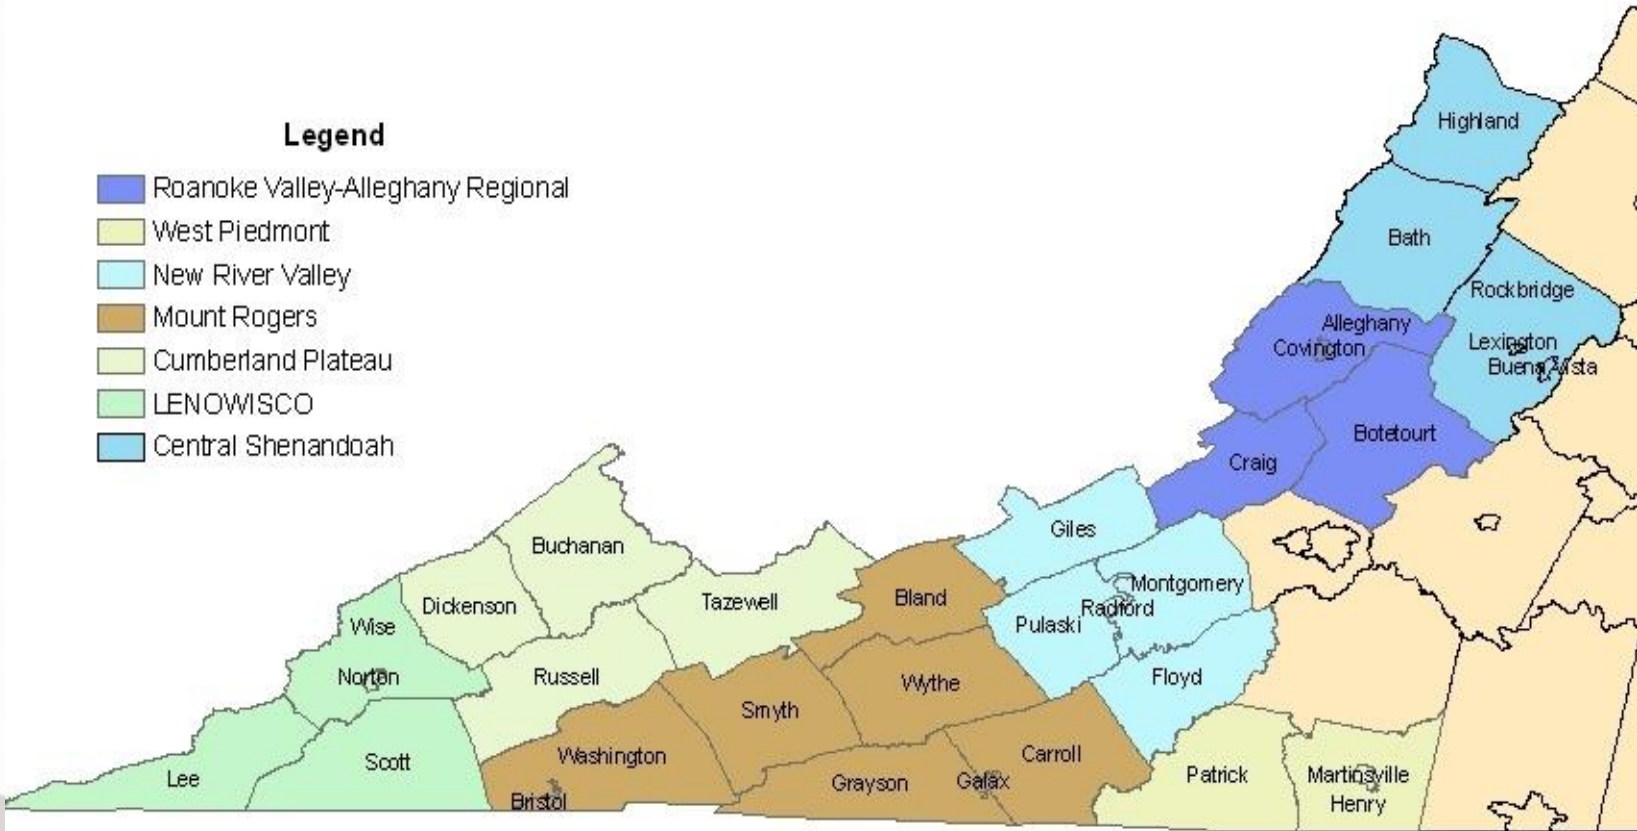 Legend
Roanoke Valley-Alleghany Regional
West Piedmont
New River Valley
Mount Rogers
Cumberland Plateau
LENOWISCO
Central Shenandoah
Highland
Bath
Rockbridge
Alleghany
Covington
Lexington
Buena Vista
Botetourt
Craig
Giles
Buchanan
Montgomery
Radford
Dickenson
Tazewell
Bland
Pulaski
Wise
Norton
Russell
Wythe
Floyd
Smyth
Washington
Carroll
Scott
Lee
Grayson
Galax
Bristol
Patrick
Martinsville
Henry